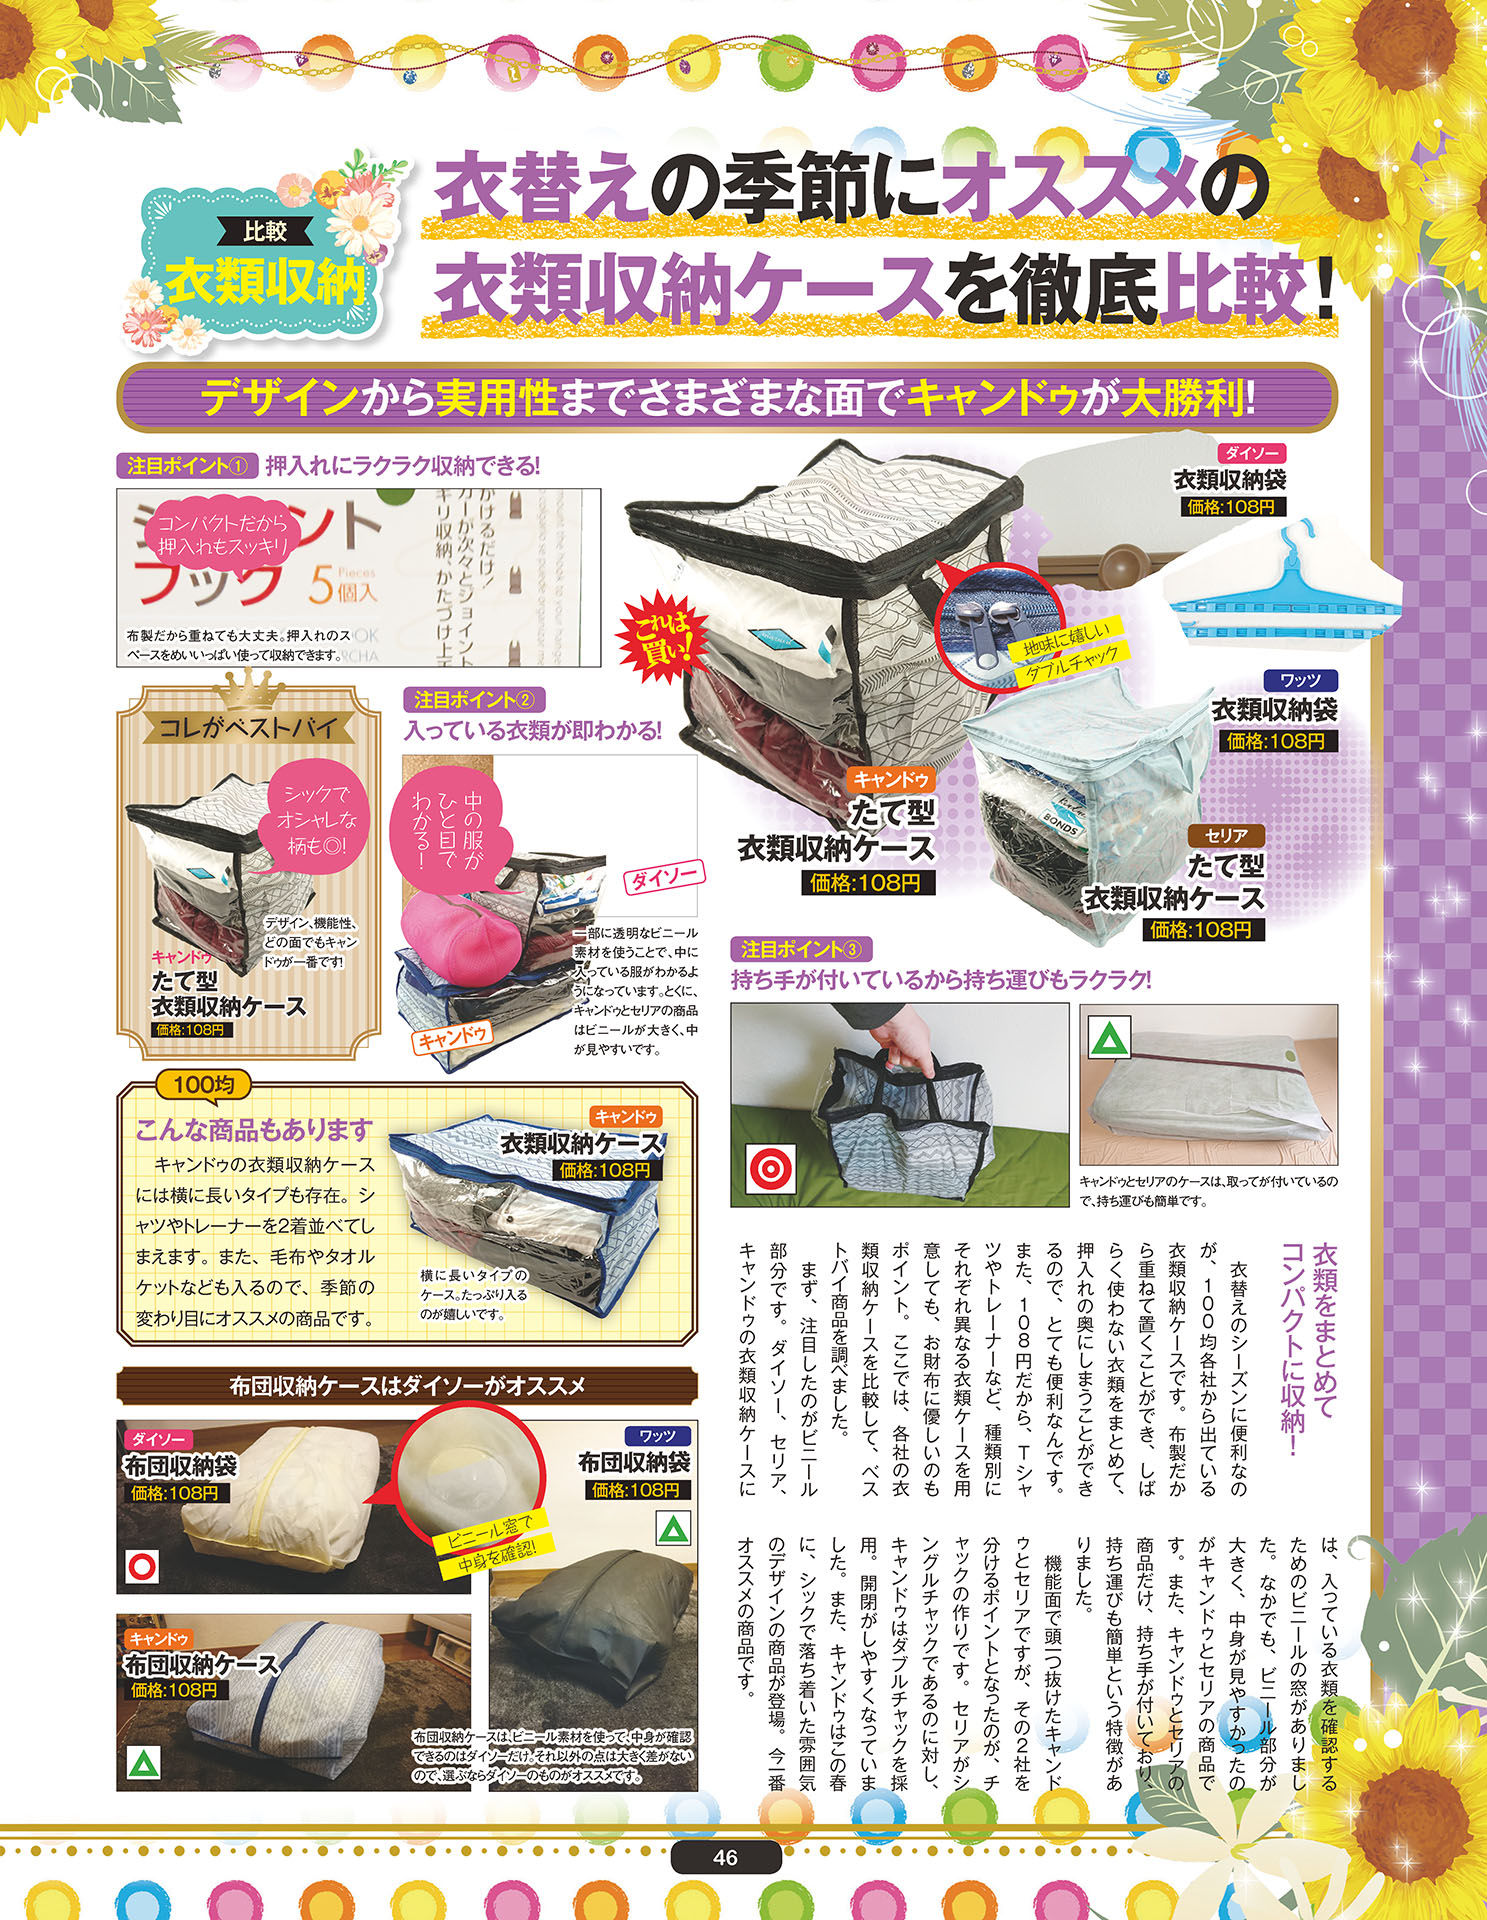 比較
衣類収納
衣替えの季節にオススメの
衣類収納ケースを徹底比較!
デザインから実用性までさまざまな面でキャンドゥが大勝利!
注目ポイント① 押入れにラクラク収納できる!
コンパクトだから
押入れもスッキリ
フック 5個入
Pieces
布製だから重ねても大丈夫。押入れのス
ペースをめいいっぱい使って収納できます。
コレがベストバイ
シックで
オシャレな
柄も◎!
デザイン、機能性、
どの面でもキャン
ドゥが一番です!
キャンドゥ
たて型
衣類収納ケース
価格:108円
注目ポイント②
入っている衣類が即わかる!
中の服が
ひと目で
わかる!
ダイソー
キャンドゥ
一部に透明なビニール
素材を使うことで、中に
入っている服がわかるよ
うになっています。とくに、
キャンドゥとセリアの商品
はビニールが大きく、中
が見やすいです。
これは
買い!
地味に嬉しい
ダブルチャック
キャンドゥ
たて型
衣類収納ケース
価格:108円
ダイソー
衣類収納袋
価格:108円
ワッツ
衣類収納袋
価格:108円
BONDS
セリア
たて型
衣類収納ケース
価格:108円
注目ポイント③
持ち手が付いているから持ち運びもラクラク!
キャンドゥとセリアのケースは、取ってが付いているの
で、持ち運びも簡単です。
100均
こんな商品もあります
キャンドゥの衣類収納ケース
には横に長いタイプも存在。シ
ャツやトレーナーを2着並べてし
まえます。また、毛布やタオル
ケットなども入るので、季節の
変わり目にオススメの商品です。
キャンドゥ
衣類収納ケース
価格:108円
横に長いタイプの
ケース。たっぷり入る
のが嬉しいです。
布団収納ケースはダイソーがオススメ
ダイソー
布団収納袋
価格:108円
ビニール窓で
中身を確認!
ワッツ
布団収納袋
価格:108円
キャンドゥ
布団収納ケース
価格:108円
布団収納ケースは、ビニール素材を使って、中身が確認
できるのはダイソーだけ。それ以外の点は大きく差がない
ので、選ぶならダイソーのものがオススメです。
衣類をまとめて
コンパクトに収納!
衣替えのシーズンに便利なの
が、100均各社から出ている
衣類収納ケースです。布製だか
ら重ねて置くことができ、しば
らく使わない衣類をまとめて、
押入れの奥にしまうことができ
るので、とても便利なんです。
また、108円だから、Tシャ
ツやトレーナーなど、種類別に
それぞれ異なる衣類ケースを用
意しても、お財布に優しいのも
ポイント。ここでは、各社の衣
類収納ケースを比較して、ベス
トバイ商品を調べました。
まず、注目したのがビニール
部分です。ダイソー、セリア、
キャンドゥの衣類収納ケースに
は、入っている衣類を確認する
ためのビニールの窓がありまし
た。なかでも、ビニール部分が
大きく、中身が見やすかったの
がキャンドゥとセリアの商品で
す。また、キャンドゥとセリアの
商品だけ、持ち手が付いており、
持ち運びも簡単という特徴があ
りました。
機能面で頭一つ抜けたキャンド
ゥとセリアですが、その2社を
分けるポイントとなったのが、チ
ャックの作りです。セリアがシ
ングルチャックであるのに対し、
キャンドゥはダブルチャックを採
用。開閉がしやすくなっていま
した。また、キャンドゥはこの春
に、シックで落ち着いた雰囲気
のデザインの商品が登場。今一番
オススメの商品です。
46